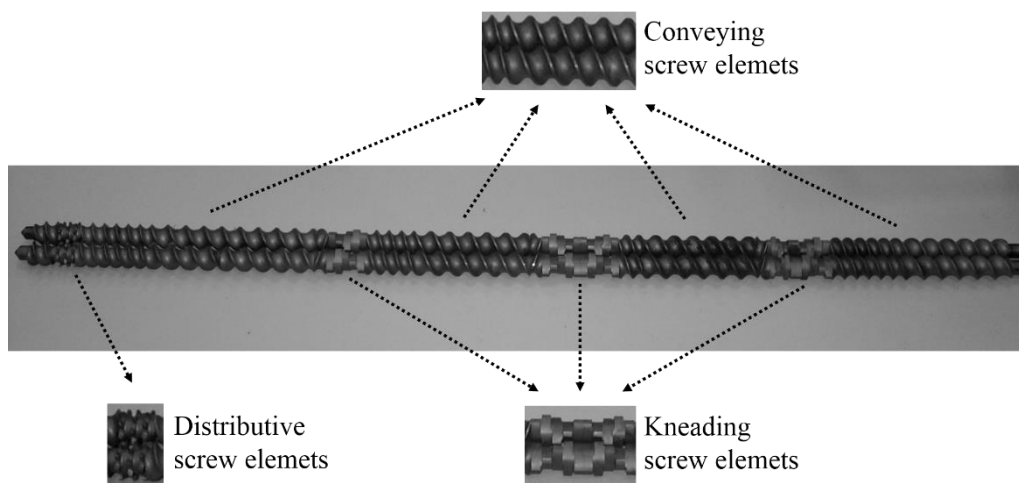 Conveying
screw elemets
Distributive
screw elemets
Kneading
screw elemets